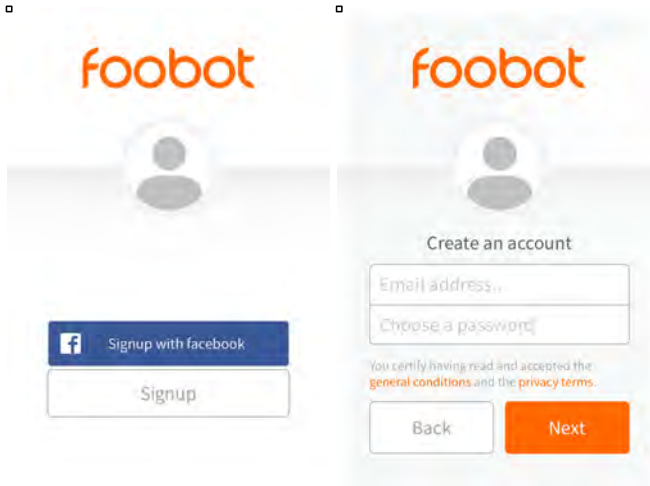 foobot
Signup with facebook
Signup
foobot
Create an account
Email address...
Choose a password
You certify having read and accepted the
general conditions and the privacy terms.
Back
Next